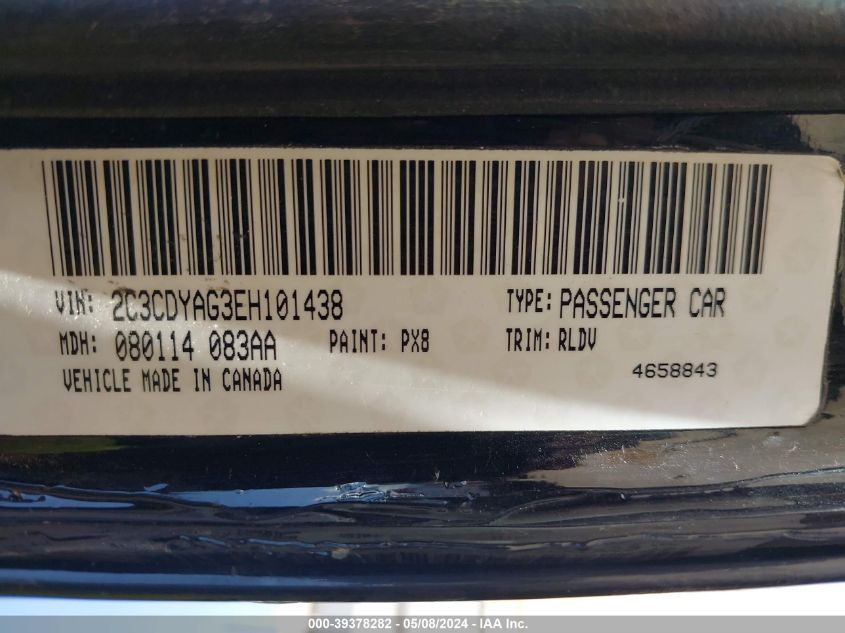 VIN: 2C3CDYAG3EH101438 TYPE: PASSENGER CAR
MDH: 080114 083AA PAINT: PX8 TRIM: RLDV
VEHICLE MADE IN CANADA 4658843
000-39378282 - 05/08/2024 - IAA Inc.